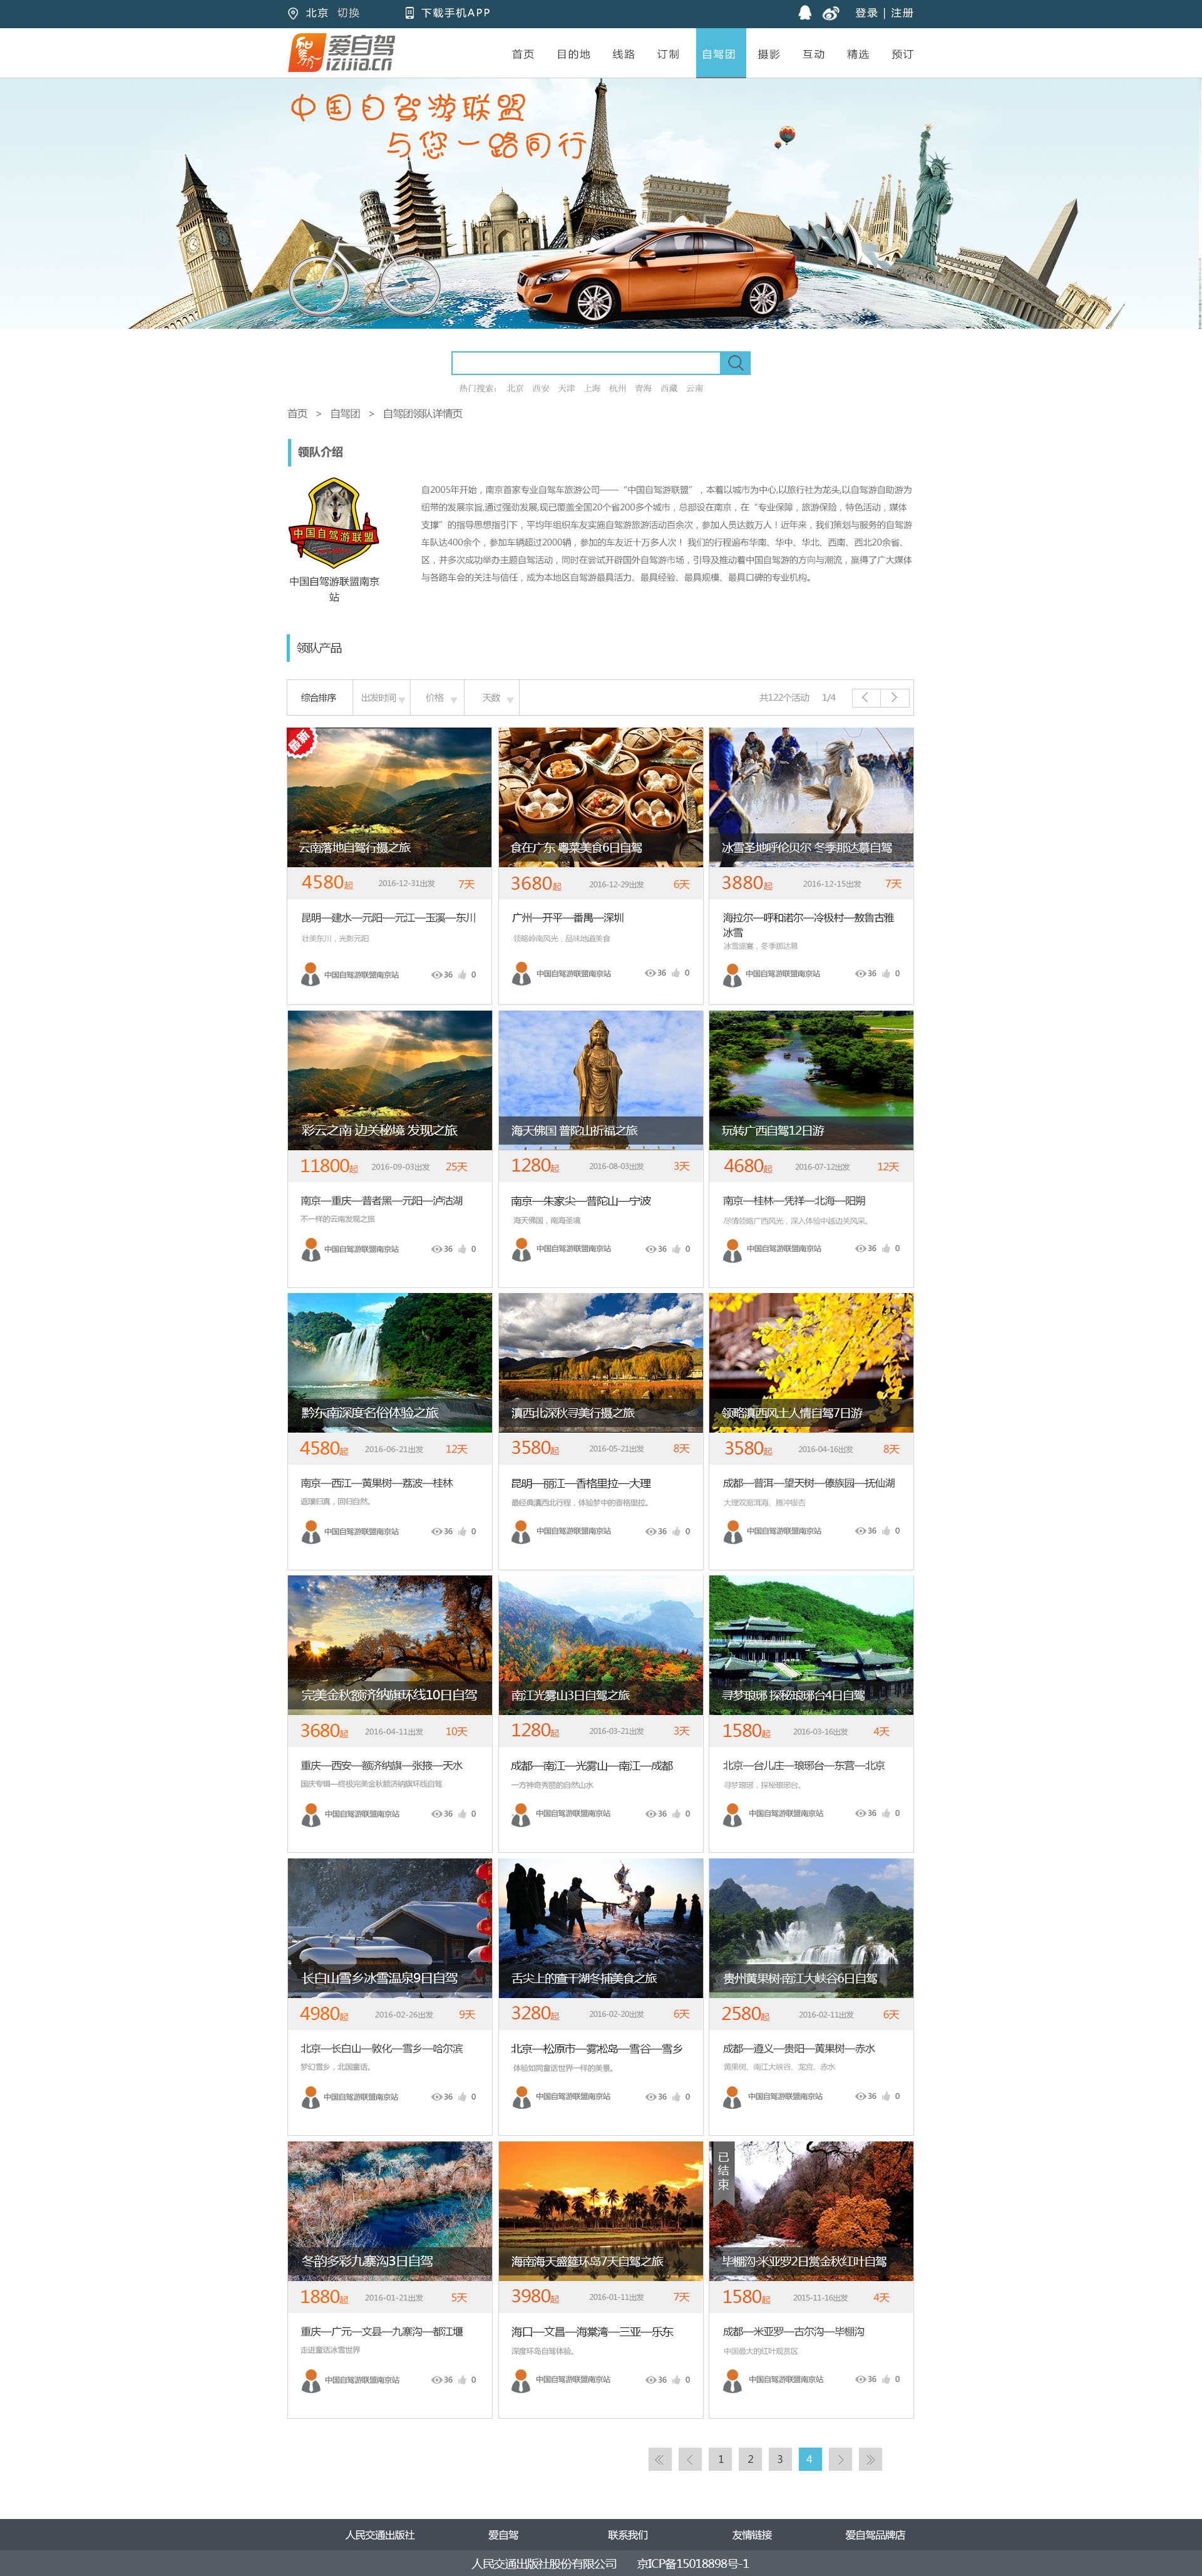 北京 切换 下载手机APP 登录 | 注册
爱自驾 首页 目的地 线路 订制 自驾团 摄影 互动 精选 预订
izijia.cn
中国自驾游联盟
与您一路同行
热门搜索： 北京 西安 天津 上海 杭州 青海 西藏 云南
首页 > 自驾团 > 自驾团领队详情页
领队介绍
中国自驾游联盟
中国自驾游联盟南京
站
自2005年开始，南京首家专业自驾车旅游公司——“中国自驾游联盟”，本着以城市为中心,以旅行社为龙头,以自驾游自助游为
纽带的发展宗旨,通过强劲发展,现已覆盖全国20个省200多个城市，总部设在南京，在“专业保障，旅游保险，特色活动，媒体
支撑”的指导思想指引下，平均年组织车友实施自驾游旅游活动百余次，参加人员达数万人！近年来，我们策划与服务的自驾游
车队达400余个，参加车辆超过2000辆，参加的车友近十万多人次！ 我们的行程遍布华南、华中、华北、西南、西北20余省、
区，并多次成功举办主题自驾活动，同时在尝试开辟国外自驾游市场，引导及推动着中国自驾游的方向与潮流，赢得了广大媒体
与各路车会的关注与信任，成为本地区自驾游最具活力、最具经验、最具规模、最具口碑的专业机构。
领队产品
综合排序 出发时间 价格 天数 共122个活动 1/4
最新
云南落地自驾行摄之旅
4580起 2016-12-31出发 7天
昆明—建水—元阳—元江—玉溪—东川
壮美东川，光影元阳
中国自驾游联盟南京站 36 0
食在广东 粤菜美食6日自驾
3680起 2016-12-29出发 6天
广州—开平—番禺—深圳
领略岭南风光，品味地道美食
中国自驾游联盟南京站 36 0
冰雪圣地呼伦贝尔 冬季那达慕自驾
3880起 2016-12-15出发 7天
海拉尔—呼和诺尔—冷极村—敖鲁古雅
冰雪
冰雪盛宴，冬季那达慕
中国自驾游联盟南京站 36 0
彩云之南 边关秘境 发现之旅
11800起 2016-09-03出发 25天
南京—重庆—普者黑—元阳—泸沽湖
不一样的云南发现之旅
中国自驾游联盟南京站 36 0
海天佛国 普陀山祈福之旅
1280起 2016-08-03出发 3天
南京—朱家尖—普陀山—宁波
海天佛国，南海圣境
中国自驾游联盟南京站 36 0
玩转广西自驾12日游
4680起 2016-07-12出发 12天
南京—桂林—凭祥—北海—阳朔
尽情领略广西风光，深入体验中越边关风采。
中国自驾游联盟南京站 36 0
黔东南深度名俗体验之旅
4580起 2016-06-21出发 12天
南京—西江—黄果树—荔波—桂林
返璞归真，回归自然。
中国自驾游联盟南京站 36 0
滇西北深秋寻美行摄之旅
3580起 2016-05-21出发 8天
昆明—丽江—香格里拉—大理
最经典滇西北行程，体验梦中的香格里拉。
中国自驾游联盟南京站 36 0
领略滇西风土人情自驾7日游
3580起 2016-04-16出发 8天
成都—普洱—望天树—傣族园—抚仙湖
大理双廊洱海、腾冲银杏
中国自驾游联盟南京站 36 0
完美金秋额济纳旗环线10日自驾
3680起 2016-04-11出发 10天
重庆—西安—额济纳旗—张掖—天水
国庆专辑—终极完美金秋额济纳旗环线自驾
中国自驾游联盟南京站 36 0
南江光雾山3日自驾之旅
1280起 2016-03-21出发 3天
成都—南江—光雾山—南江—成都
一方神奇秀丽的自然山水
中国自驾游联盟南京站 36 0
寻梦琅琊 探秘琅琊台4日自驾
1580起 2016-03-16出发 4天
北京—台儿庄—琅琊台—东营—北京
寻梦琅琊，探秘琅琊台。
中国自驾游联盟南京站 36 0
长白山雪乡冰雪温泉9日自驾
4980起 2016-02-26出发 9天
北京—长白山—敦化—雪乡—哈尔滨
梦幻雪乡，北国童话。
中国自驾游联盟南京站 36 0
舌尖上的查干湖冬捕美食之旅
3280起 2016-02-20出发 6天
北京—松原市—雾凇岛—雪谷—雪乡
体验如同童话世界一样的美景。
中国自驾游联盟南京站 36 0
贵州黄果树·南江大峡谷6日自驾
2580起 2016-02-11出发 6天
成都—遵义—贵阳—黄果树—赤水
黄果树、南江大峡谷、龙宫、赤水
中国自驾游联盟南京站 36 0
冬韵多彩九寨沟3日自驾
1880起 2016-01-21出发 5天
重庆—广元—文县—九寨沟—都江堰
走进童话冰雪世界
中国自驾游联盟南京站 36 0
海南海天盛筵环岛7天自驾之旅
3980起 2016-01-11出发 7天
海口—文昌—海棠湾—三亚—乐东
深度环岛自驾体验。
中国自驾游联盟南京站 36 0
已结束
毕棚沟·米亚罗2日赏金秋红叶自驾
1580起 2015-11-16出发 4天
成都—米亚罗—古尔沟—毕棚沟
中国最大的红叶观赏区
中国自驾游联盟南京站 36 0
1 2 3 4
人民交通出版社 爱自驾 联系我们 友情链接 爱自驾品牌店
人民交通出版社股份有限公司 京ICP备15018898号-1